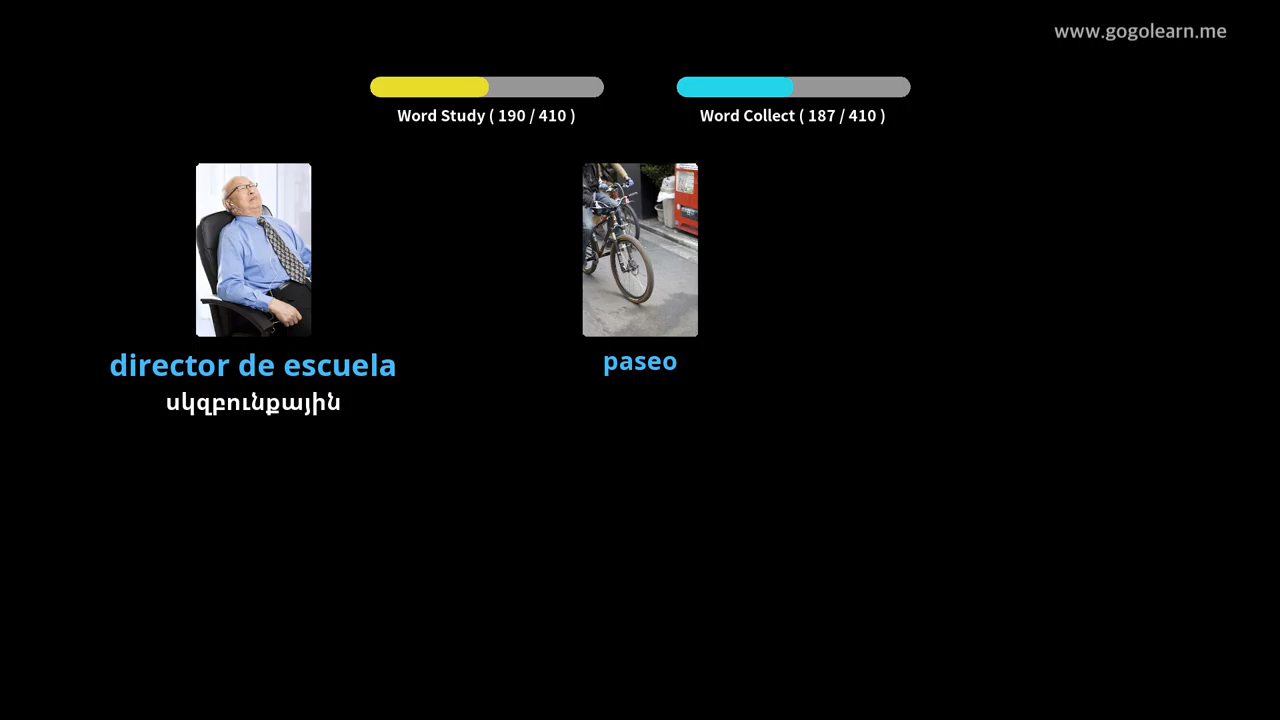 www.gogolearn.me
Word Study ( 190 / 410 )
Word Collect ( 187 / 410 )
director de escuela
սկզբունքային
paseo